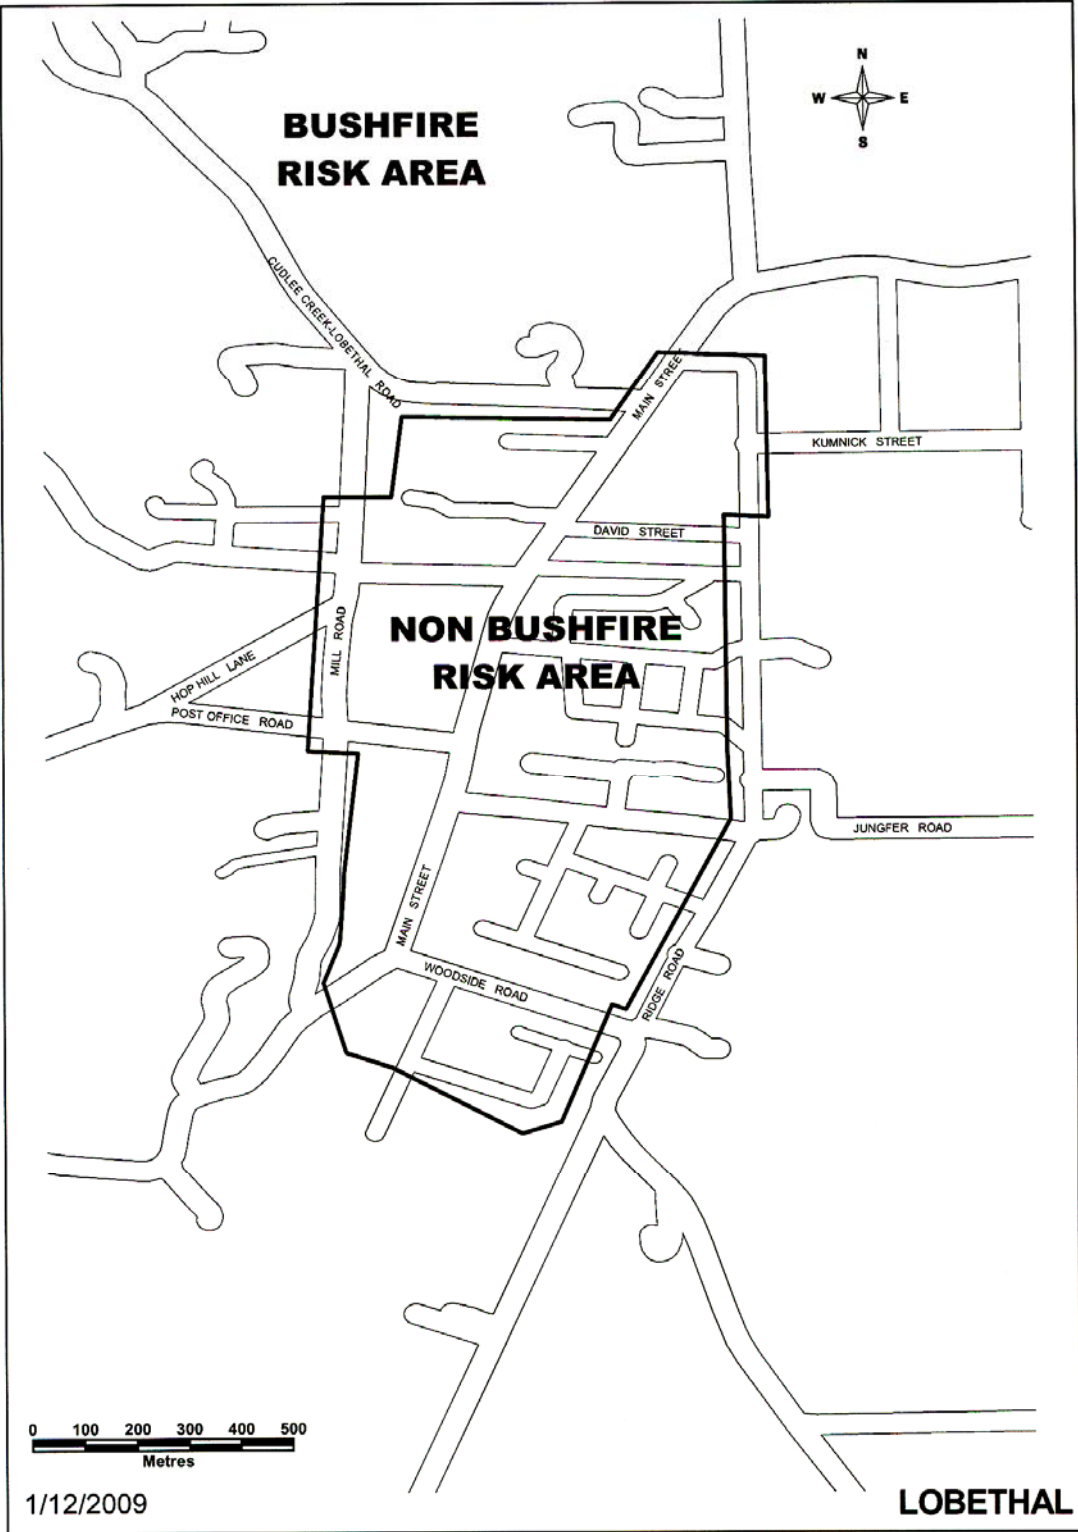 N
W E
S
BUSHFIRE
RISK AREA
CUDLEE CREEK-LOBETHAL ROAD
MAIN STREET
KUMNICK STREET
DAVID STREET
NON BUSHFIRE
RISK AREA
MILL ROAD
HOP HILL LANE
POST OFFICE ROAD
JUNGFER ROAD
MAIN STREET
WOODSIDE ROAD
RIDGE ROAD
0 100 200 300 400 500
Metres
1/12/2009
LOBETHAL